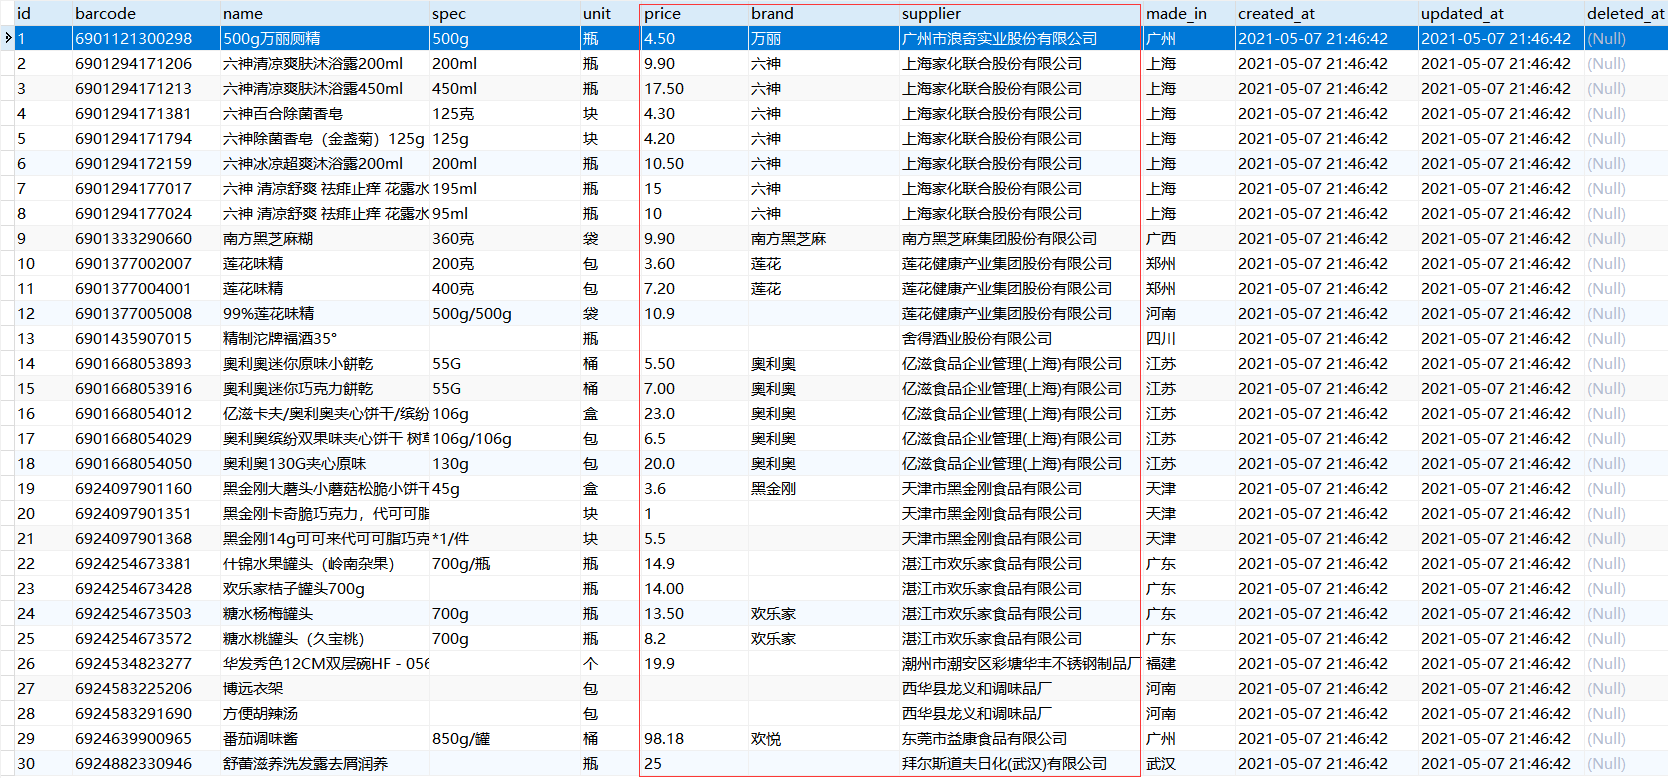 id barcode name spec unit price brand supplier made_in created_at updated_at deleted_at
1 6901121300298 500g万丽厕精 500g 瓶 4.50 万丽 广州市浪奇实业股份有限公司 广州 2021-05-07 21:46:42 2021-05-07 21:46:42 (Null)
2 6901294171206 六神清凉爽肤沐浴露200ml 200ml 瓶 9.90 六神 上海家化联合股份有限公司 上海 2021-05-07 21:46:42 2021-05-07 21:46:42 (Null)
3 6901294171213 六神清凉爽肤沐浴露450ml 450ml 瓶 17.50 六神 上海家化联合股份有限公司 上海 2021-05-07 21:46:42 2021-05-07 21:46:42 (Null)
4 6901294171381 六神百合除菌香皂 125克 块 4.30 六神 上海家化联合股份有限公司 上海 2021-05-07 21:46:42 2021-05-07 21:46:42 (Null)
5 6901294171794 六神除菌香皂（金盏菊）125g 125g 块 4.20 六神 上海家化联合股份有限公司 上海 2021-05-07 21:46:42 2021-05-07 21:46:42 (Null)
6 6901294172159 六神冰凉超爽沐浴露200ml 200ml 瓶 10.50 六神 上海家化联合股份有限公司 上海 2021-05-07 21:46:42 2021-05-07 21:46:42 (Null)
7 6901294177017 六神 清凉舒爽 祛痱止痒 花露水 195ml 瓶 15 六神 上海家化联合股份有限公司 上海 2021-05-07 21:46:42 2021-05-07 21:46:42 (Null)
8 6901294177024 六神 清凉舒爽 祛痱止痒 花露水 95ml 瓶 10 六神 上海家化联合股份有限公司 上海 2021-05-07 21:46:42 2021-05-07 21:46:42 (Null)
9 6901333290660 南方黑芝麻糊 360克 袋 9.90 南方黑芝麻 南方黑芝麻集团股份有限公司 广西 2021-05-07 21:46:42 2021-05-07 21:46:42 (Null)
10 6901377002007 莲花味精 200克 包 3.60 莲花 莲花健康产业集团股份有限公司 郑州 2021-05-07 21:46:42 2021-05-07 21:46:42 (Null)
11 6901377004001 莲花味精 400克 包 7.20 莲花 莲花健康产业集团股份有限公司 郑州 2021-05-07 21:46:42 2021-05-07 21:46:42 (Null)
12 6901377005008 99%莲花味精 500g/500g 袋 10.9 莲花健康产业集团股份有限公司 河南 2021-05-07 21:46:42 2021-05-07 21:46:42 (Null)
13 6901435907015 精制沱牌福酒35° 瓶 舍得酒业股份有限公司 四川 2021-05-07 21:46:42 2021-05-07 21:46:42 (Null)
14 6901668053893 奥利奥迷你原味小餅乾 55G 桶 5.50 奥利奥 亿滋食品企业管理(上海)有限公司 江苏 2021-05-07 21:46:42 2021-05-07 21:46:42 (Null)
15 6901668053916 奥利奥迷你巧克力餅乾 55G 桶 7.00 奥利奥 亿滋食品企业管理(上海)有限公司 江苏 2021-05-07 21:46:42 2021-05-07 21:46:42 (Null)
16 6901668054012 亿滋卡夫/奥利奥夹心饼干/缤纷 106g 盒 23.0 奥利奥 亿滋食品企业管理(上海)有限公司 江苏 2021-05-07 21:46:42 2021-05-07 21:46:42 (Null)
17 6901668054029 奥利奥缤纷双果味夹心饼干 树莓 106g/106g 包 6.5 奥利奥 亿滋食品企业管理(上海)有限公司 江苏 2021-05-07 21:46:42 2021-05-07 21:46:42 (Null)
18 6901668054050 奥利奥130G夹心原味 130g 包 20.0 奥利奥 亿滋食品企业管理(上海)有限公司 江苏 2021-05-07 21:46:42 2021-05-07 21:46:42 (Null)
19 6924097901160 黑金刚大蘑头小蘑菇松脆小饼干 45g 盒 3.6 黑金刚 天津市黑金刚食品有限公司 天津 2021-05-07 21:46:42 2021-05-07 21:46:42 (Null)
20 6924097901351 黑金刚卡奇脆巧克力，代可可脂 块 1 天津市黑金刚食品有限公司 天津 2021-05-07 21:46:42 2021-05-07 21:46:42 (Null)
21 6924097901368 黑金刚14g可可来代可可脂巧克 *1/件 块 5.5 天津市黑金刚食品有限公司 天津 2021-05-07 21:46:42 2021-05-07 21:46:42 (Null)
22 6924254673381 什锦水果罐头（岭南杂果） 700g/瓶 瓶 14.9 湛江市欢乐家食品有限公司 广东 2021-05-07 21:46:42 2021-05-07 21:46:42 (Null)
23 6924254673428 欢乐家桔子罐头700g 瓶 14.00 湛江市欢乐家食品有限公司 广东 2021-05-07 21:46:42 2021-05-07 21:46:42 (Null)
24 6924254673503 糖水杨梅罐头 700g 瓶 13.50 欢乐家 湛江市欢乐家食品有限公司 广东 2021-05-07 21:46:42 2021-05-07 21:46:42 (Null)
25 6924254673572 糖水桃罐头（久宝桃） 700g 瓶 8.2 欢乐家 湛江市欢乐家食品有限公司 广东 2021-05-07 21:46:42 2021-05-07 21:46:42 (Null)
26 6924534823277 华发秀色12CM双层碗HF - 056 个 19.9 潮州市潮安区彩塘华丰不锈钢制品厂 福建 2021-05-07 21:46:42 2021-05-07 21:46:42 (Null)
27 6924583225206 博远衣架 包 西华县龙义和调味品厂 河南 2021-05-07 21:46:42 2021-05-07 21:46:42 (Null)
28 6924583291690 方便胡辣汤 包 西华县龙义和调味品厂 河南 2021-05-07 21:46:42 2021-05-07 21:46:42 (Null)
29 6924639900965 番茄调味酱 850g/罐 桶 98.18 欢悦 东莞市益康食品有限公司 广州 2021-05-07 21:46:42 2021-05-07 21:46:42 (Null)
30 6924882330946 舒蕾滋养洗发露去屑润养 瓶 25 拜尔斯道夫日化(武汉)有限公司 武汉 2021-05-07 21:46:42 2021-05-07 21:46:42 (Null)